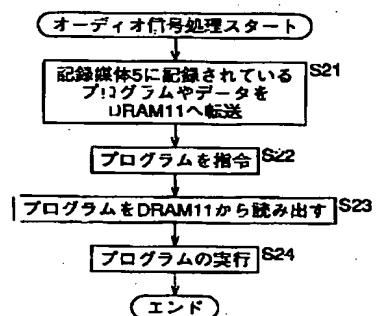 オーディオ信号処理スタート
記録媒体5に記録されている
S21
プログラムやデータを
DRAM11へ転送
プログラムを指令
S22
プログラムをDRAM11から読み出す
S23
プログラムの実行
S24
エンド